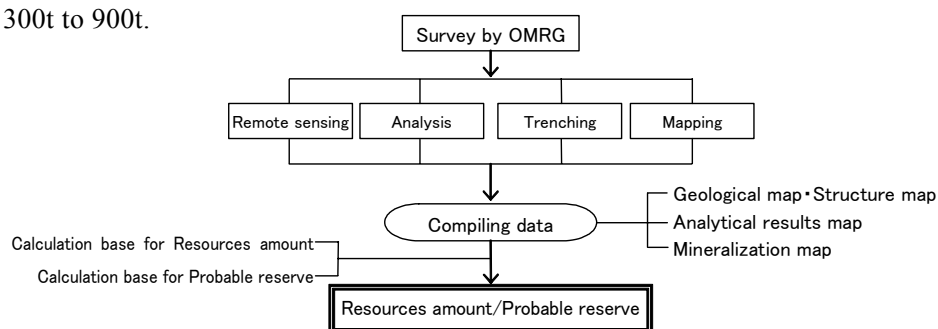 300t to 900t.
Survey by OMRG
Remote sensing
Analysis
Trenching
Mapping
Geological map・Structure map
Compiling data
Analytical results map
Mineralization map
Calculation base for Resources amount
Calculation base for Probable reserve
Resources amount/Probable reserve